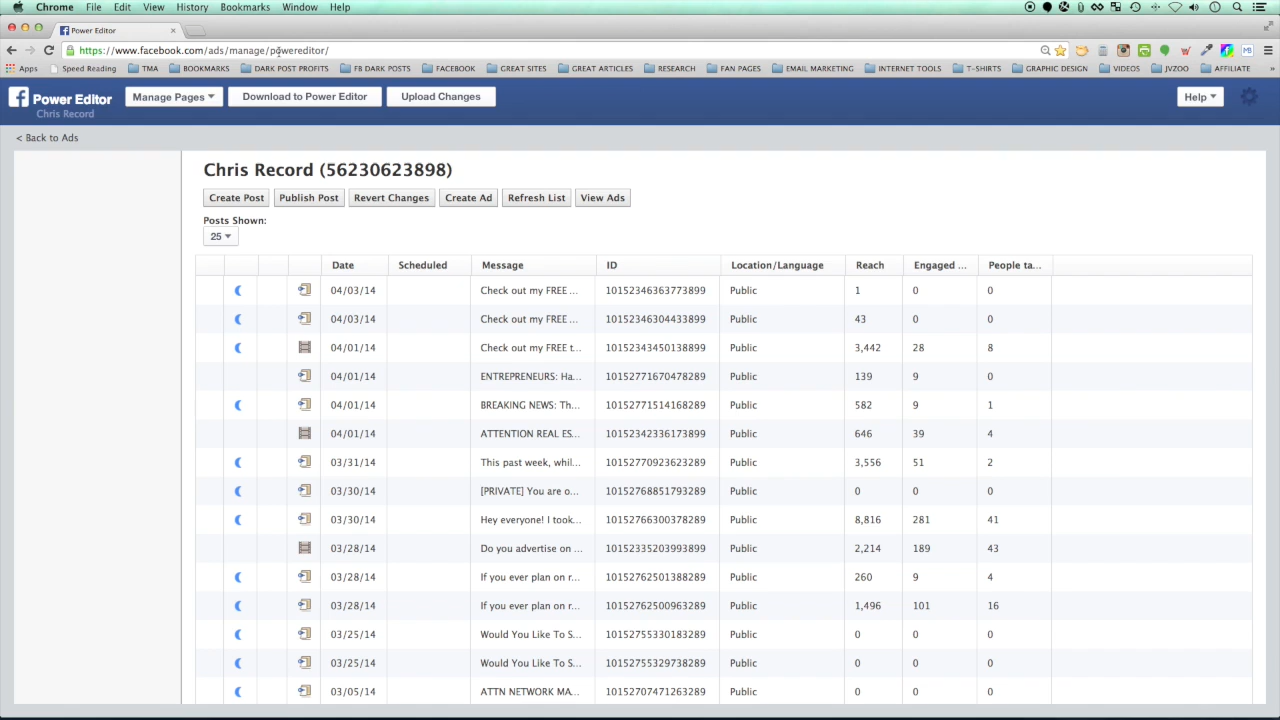 Chrome File Edit View History Bookmarks Window Help
Power Editor
https://www.facebook.com/ads/manage/powereditor/
Apps Speed Reading TMA BOOKMARKS DARK POST PROFITS FB DARK POSTS FACEBOOK GREAT SITES GREAT ARTICLES RESEARCH FAN PAGES EMAIL MARKETING INTERNET TOOLS T-SHIRTS GRAPHIC DESIGN VIDEOS JVZOO AFFILIATE »
Power Editor Manage Pages Download to Power Editor Upload Changes Help
Chris Record
< Back to Ads
Chris Record (56230623898)
Create Post Publish Post Revert Changes Create Ad Refresh List View Ads
Posts Shown:
25
Date Scheduled Message ID Location/Language Reach Engaged ... People ta...
04/03/14 Check out my FREE ... 10152346363773899 Public 1 0 0
04/03/14 Check out my FREE ... 10152346304433899 Public 43 0 0
04/01/14 Check out my FREE t... 10152343450138899 Public 3,442 28 8
04/01/14 ENTREPRENEURS: Ha... 10152771670478289 Public 139 9 0
04/01/14 BREAKING NEWS: Th... 10152771514168289 Public 582 9 1
04/01/14 ATTENTION REAL ES... 10152342336173899 Public 646 39 4
03/31/14 This past week, whil... 10152770923623289 Public 3,556 51 2
03/30/14 [PRIVATE] You are o... 10152768851793289 Public 0 0 0
03/30/14 Hey everyone! I took... 10152766300378289 Public 8,816 281 41
03/28/14 Do you advertise on ... 10152335203993899 Public 2,214 189 43
03/28/14 If you ever plan on r... 10152762501388289 Public 260 9 4
03/28/14 If you ever plan on r... 10152762500963289 Public 1,496 101 16
03/25/14 Would You Like To S... 10152755330183289 Public 0 0 0
03/25/14 Would You Like To S... 10152755329738289 Public 0 0 0
03/05/14 ATTN NETWORK MA... 10152707471263289 Public 0 0 0